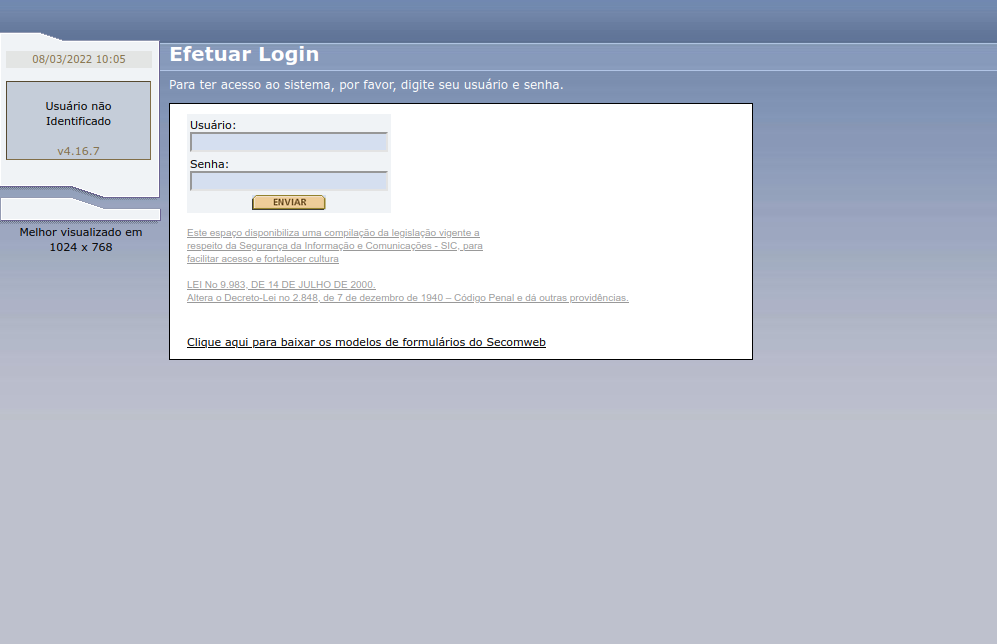 08/03/2022 10:05
Usuário não
Identificado
v4.16.7
Melhor visualizado em
1024 x 768
Efetuar Login
Para ter acesso ao sistema, por favor, digite seu usuário e senha.
Usuário:
Senha:
ENVIAR
Este espaço disponibiliza uma compilação da legislação vigente a
respeito da Segurança da Informação e Comunicações - SIC, para
facilitar acesso e fortalecer cultura
LEI No 9.983, DE 14 DE JULHO DE 2000.
Altera o Decreto-Lei no 2.848, de 7 de dezembro de 1940 – Código Penal e dá outras providências.
Clique aqui para baixar os modelos de formulários do Secomweb